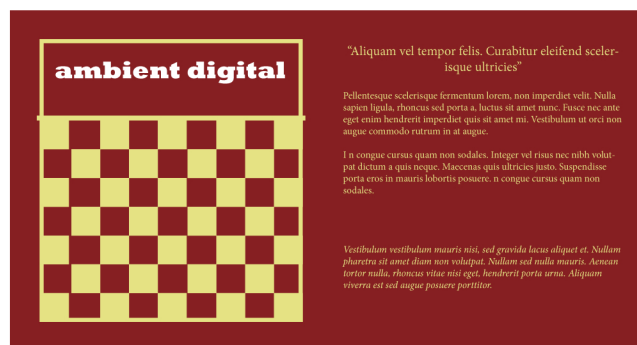 ambient digital
“Aliquam vel tempor felis. Curabitur eleifend sceler-
isque ultricies”
Pellentesque scelerisque fermentum lorem, non imperdiet velit. Nulla
sapien ligula, rhoncus sed porta a, luctus sit amet nunc. Fusce nec ante
eget enim hendrerit imperdiet quis sit amet mi. Vestibulum ut orci non
augue commodo rutrum in at augue.
I n congue cursus quam non sodales. Integer vel risus nec nibh volut-
pat dictum a quis neque. Maecenas quis ultricies justo. Suspendisse
porta eros in mauris lobortis posuere. n congue cursus quam non
sodales.
Vestibulum vestibulum mauris nisi, sed gravida lacus aliquet et. Nullam
pharetra sit amet diam non volutpat. Nullam sed nulla mauris. Aenean
tortor nulla, rhoncus vitae nisi eget, hendrerit porta urna. Aliquam
viverra est sed augue posuere porttitor.